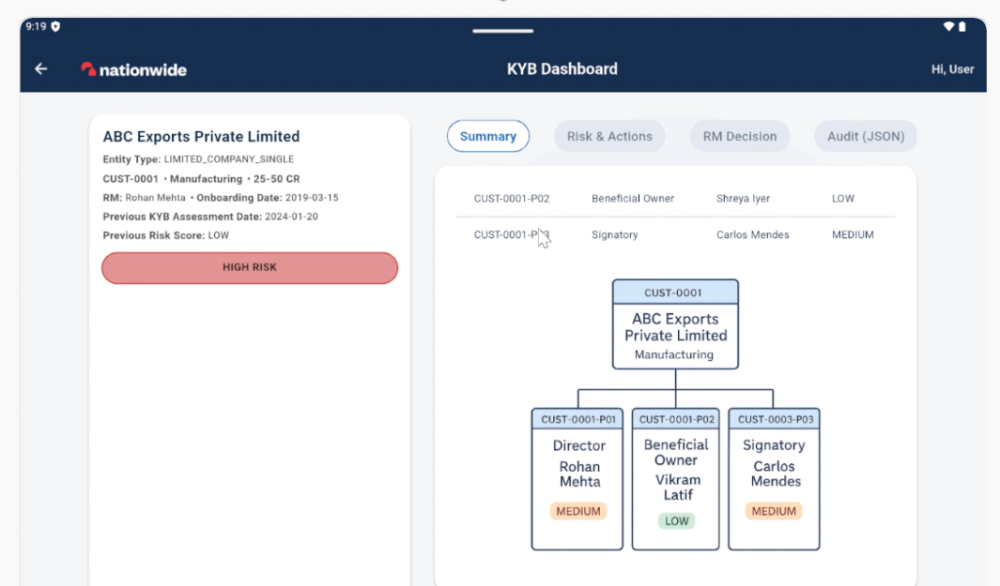 9:19
nationwide
KYB Dashboard
Hi, User
ABC Exports Private Limited
Entity Type: LIMITED_COMPANY_SINGLE
CUST-0001 • Manufacturing • 25-50 CR
RM: Rohan Mehta • Onboarding Date: 2019-03-15
Previous KYB Assessment Date: 2024-01-20
Previous Risk Score: LOW
HIGH RISK
Summary
Risk & Actions
RM Decision
Audit (JSON)
CUST-0001-P02 Beneficial Owner Shreya Iyer LOW
CUST-0001-P03 Signatory Carlos Mendes MEDIUM
CUST-0001
ABC Exports
Private Limited
Manufacturing
CUST-0001-P01
Director
Rohan
Mehta
MEDIUM
CUST-0001-P02
Beneficial
Owner
Vikram
Latif
LOW
CUST-0003-P03
Signatory
Carlos
Mendes
MEDIUM